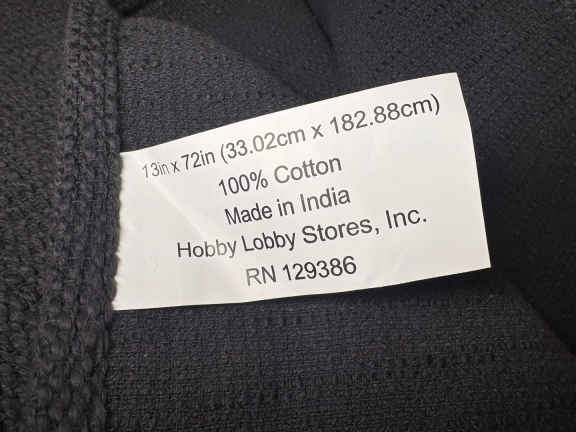 13in x 72in (33.02cm x 182.88cm)
100% Cotton
Made in India
Hobby Lobby Stores, Inc.
RN 129386